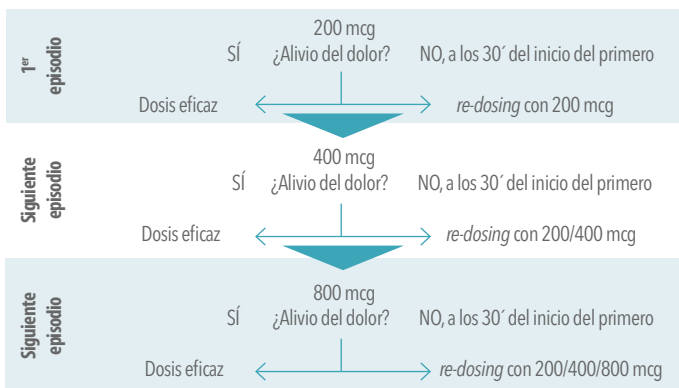 1er
episodio
200 mcg
SÍ ¿Alivio del dolor? NO, a los 30´ del inicio del primero
Dosis eficaz re-dosing con 200 mcg
Siguiente
episodio
400 mcg
SÍ ¿Alivio del dolor? NO, a los 30´ del inicio del primero
Dosis eficaz re-dosing con 200/400 mcg
Siguiente
episodio
800 mcg
SÍ ¿Alivio del dolor? NO, a los 30´ del inicio del primero
Dosis eficaz re-dosing con 200/400/800 mcg